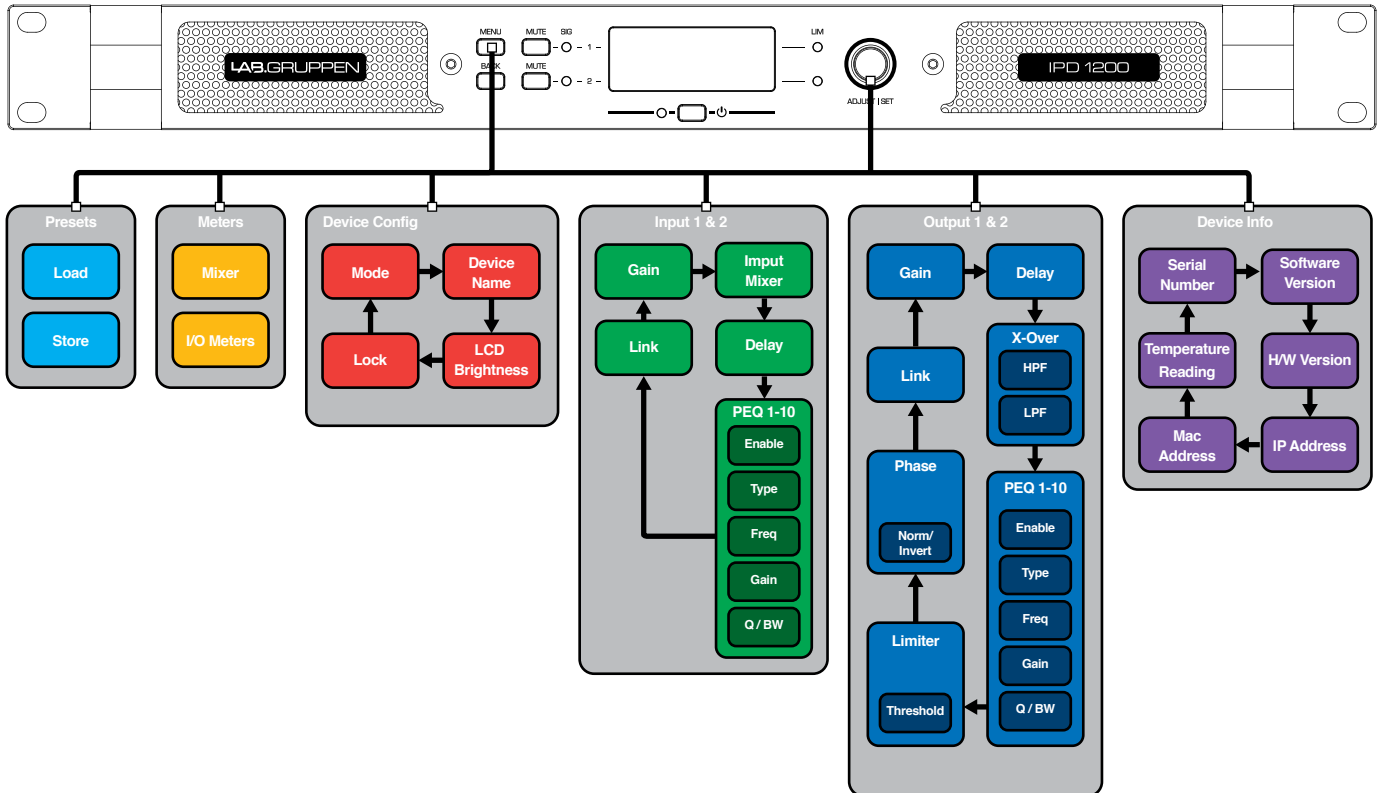 MENU
MUTE
SIG
1
LIM
BACK
MUTE
2
LAB.GRUPPEN
IPD 1200
ADJUST | SET
Presets
Load
Store
Meters
Mixer
I/O Meters
Device Config
Mode
Device
Name
Lock
LCD
Brightness
Input 1 & 2
Gain
Imput
Mixer
Link
Delay
PEQ 1-10
Enable
Type
Freq
Gain
Q / BW
Output 1 & 2
Gain
Delay
X-Over
HPF
LPF
Link
Phase
Norm/
Invert
PEQ 1-10
Enable
Type
Freq
Gain
Q / BW
Limiter
Threshold
Device Info
Serial
Number
Software
Version
Temperature
Reading
H/W Version
Mac
Address
IP Address